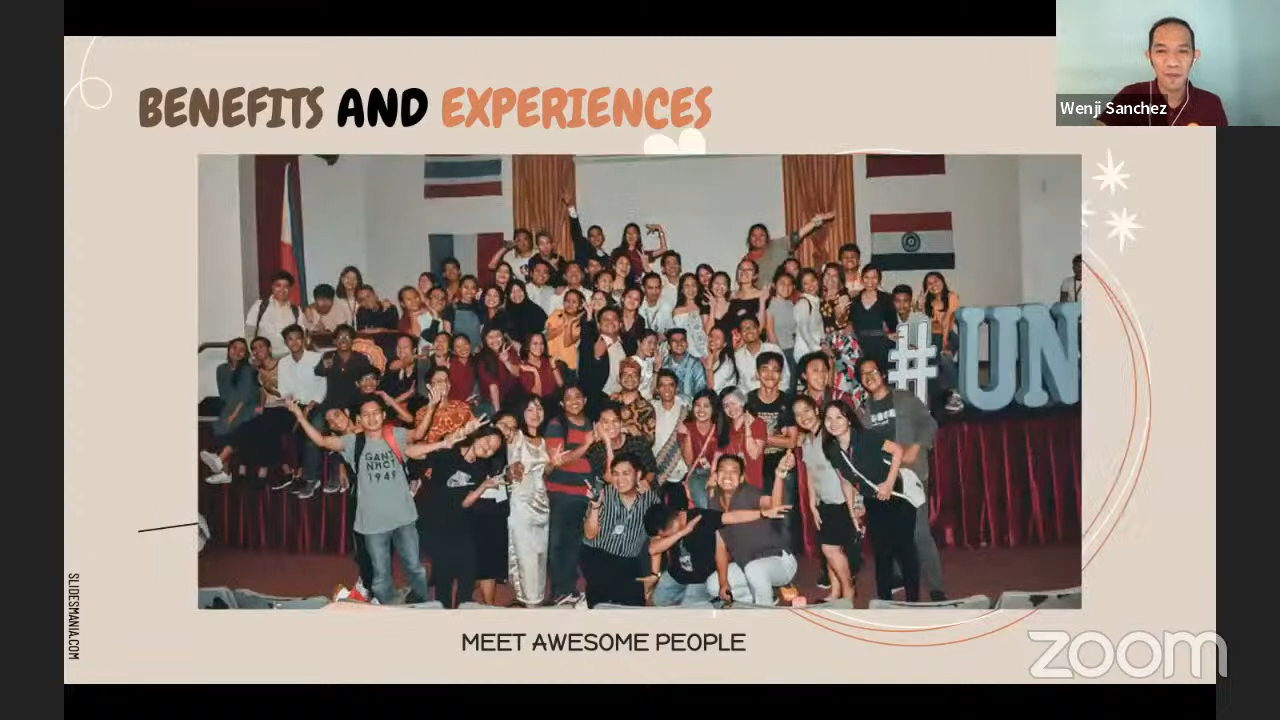 BENEFITS AND EXPERIENCES
Wenji Sanchez
#UN
GANT
NHCT
1949
MEET AWESOME PEOPLE
SLIDESMANIA.COM
zoom